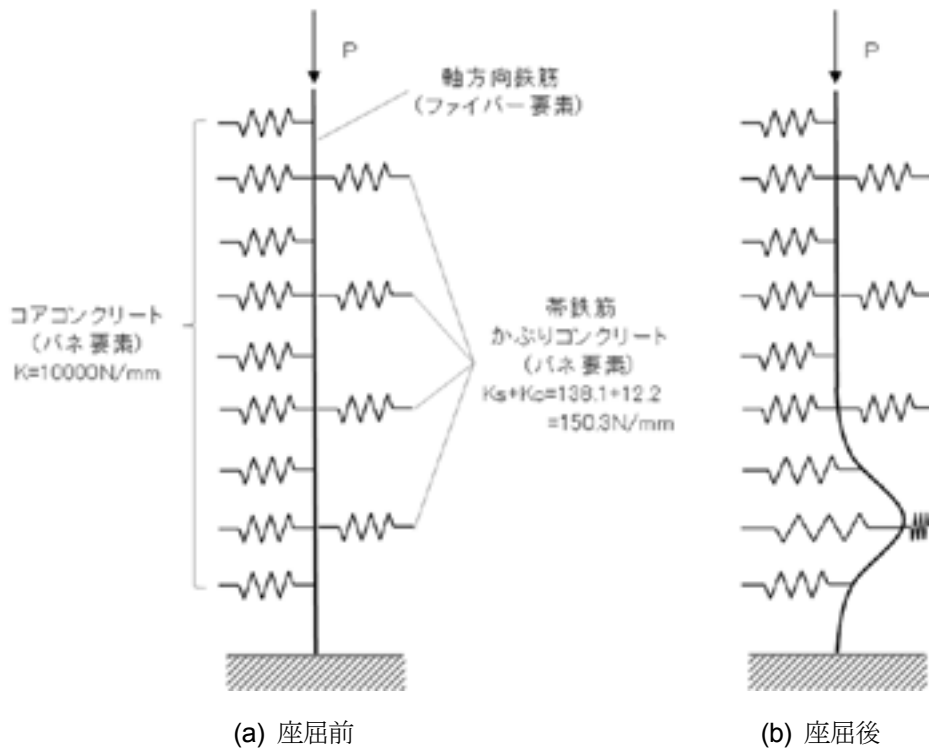 P
軸方向鉄筋
(ファイバー要素)
コアコンクリート
(バネ要素)
K=10000N/mm
帯鉄筋
かぶりコンクリート
(バネ要素)
Ks+Kc=138.1+12.2
=150.3N/mm
P
(a) 座屈前
(b) 座屈後